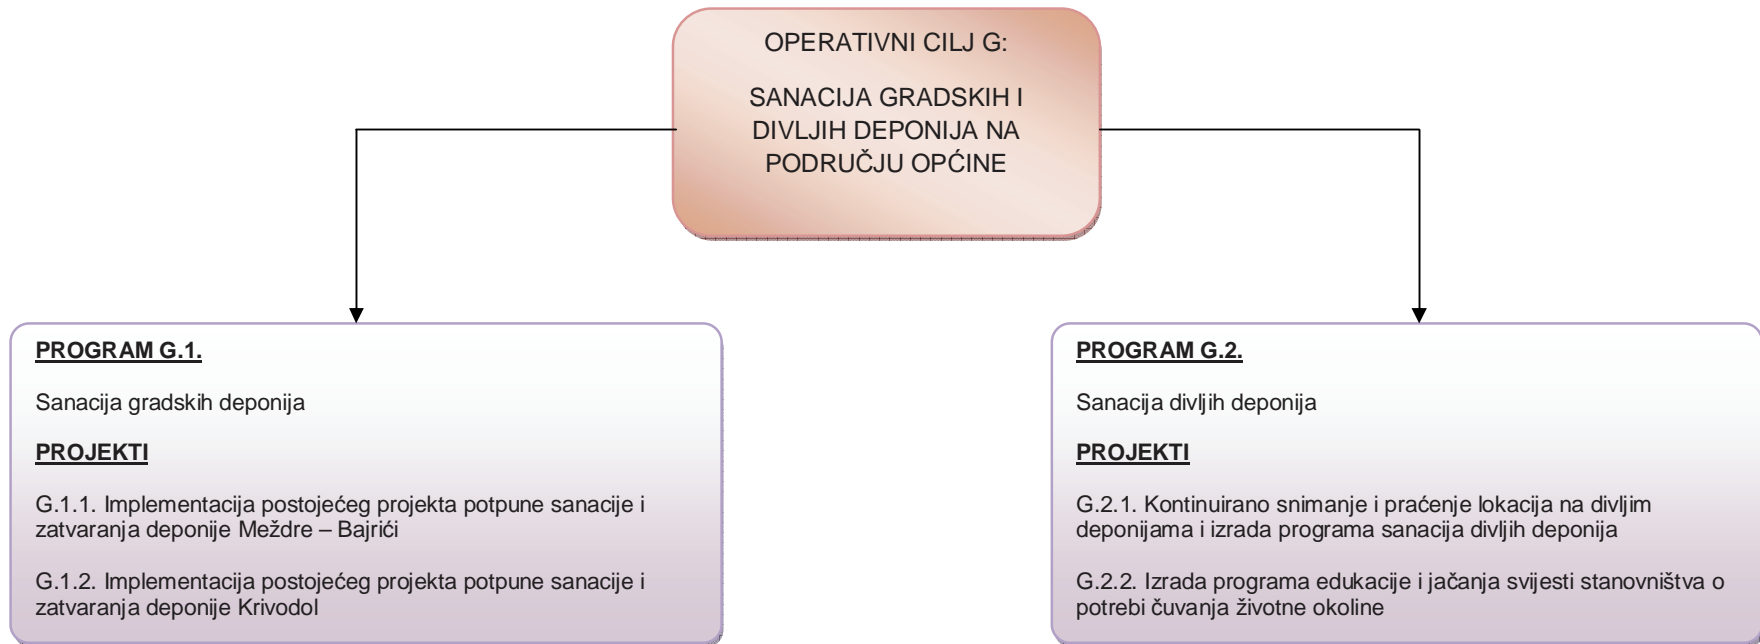 OPERATIVNI CILJ G:
SANACIJA GRADSKIH I
DIVLJIH DEPONIJA NA
PODRUČJU OPĆINE
PROGRAM G.1.
Sanacija gradskih deponija
PROJEKTI
G.1.1. Implementacija postojećeg projekta potpune sanacije i
zatvaranja deponije Meždre – Bajrići
G.1.2. Implementacija postojećeg projekta potpune sanacije i
zatvaranja deponije Krivodol
PROGRAM G.2.
Sanacija divljih deponija
PROJEKTI
G.2.1. Kontinuirano snimanje i praćenje lokacija na divljim
deponijama i izrada programa sanacija divljih deponija
G.2.2. Izrada programa edukacije i jačanja svijesti stanovništva o
potrebi čuvanja životne okoline